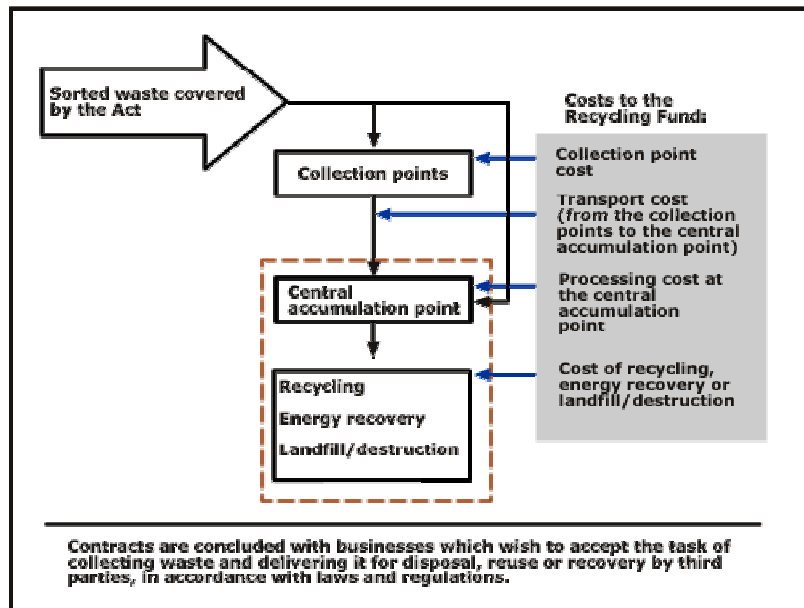 Sorted waste covered
by the Act
Costs to the
Recycling Fund:
Collection points
Collection point
cost
Transport cost
(from the collection
points to the central
accumulation point)
Central
accumulation point
Processing cost at
the central
accumulation
point
Recycling
Energy recovery
Landfill/destruction
Cost of recycling,
energy recovery or
landfill/destruction
Contracts are concluded with businesses which wish to accept the task of
collecting waste and delivering it for disposal, reuse or recovery by third
parties, in accordance with laws and regulations.